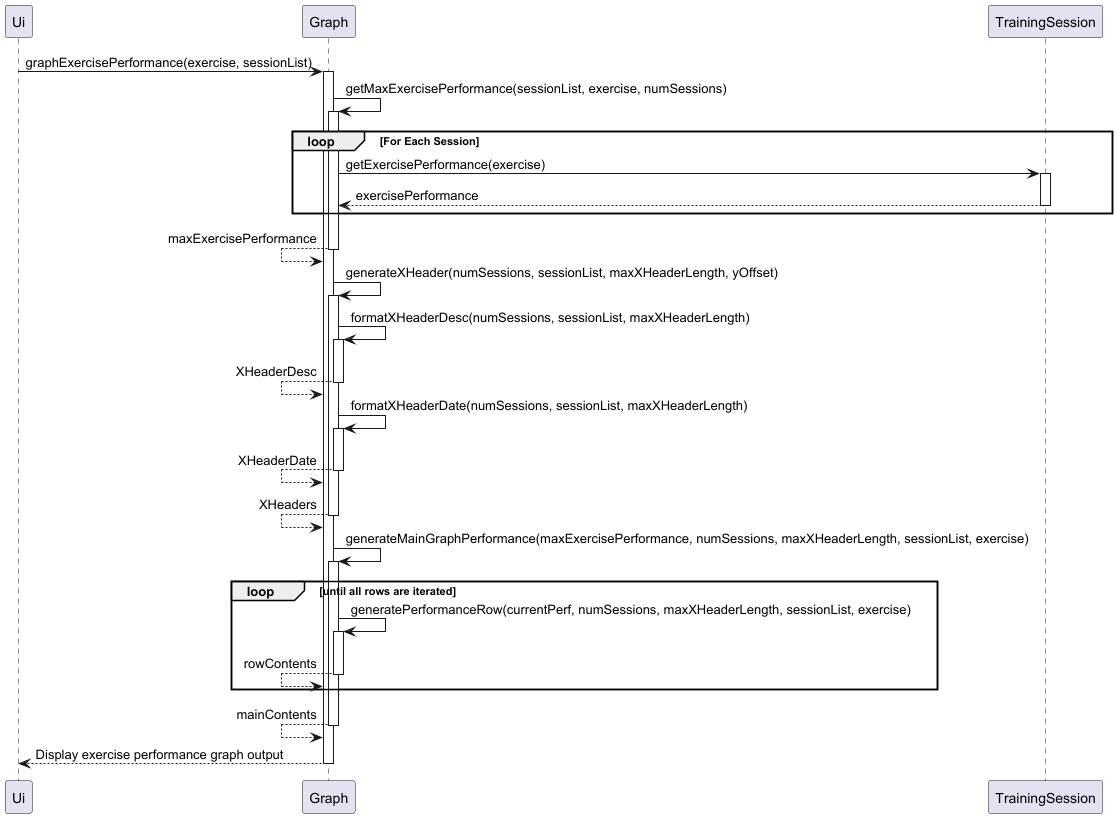 Ui
Graph
TrainingSession
graphExercisePerformance(exercise, sessionList)
getMaxExercisePerformance(sessionList, exercise, numSessions)
loop [For Each Session]
getExercisePerformance(exercise)
exercisePerformance
maxExercisePerformance
generateXHeader(numSessions, sessionList, maxXHeaderLength, yOffset)
formatXHeaderDesc(numSessions, sessionList, maxXHeaderLength)
XHeaderDesc
formatXHeaderDate(numSessions, sessionList, maxXHeaderLength)
XHeaderDate
XHeaders
generateMainGraphPerformance(maxExercisePerformance, numSessions, maxXHeaderLength, sessionList, exercise)
loop [until all rows are iterated]
generatePerformanceRow(currentPerf, numSessions, maxXHeaderLength, sessionList, exercise)
rowContents
mainContents
Display exercise performance graph output
Ui
Graph
TrainingSession